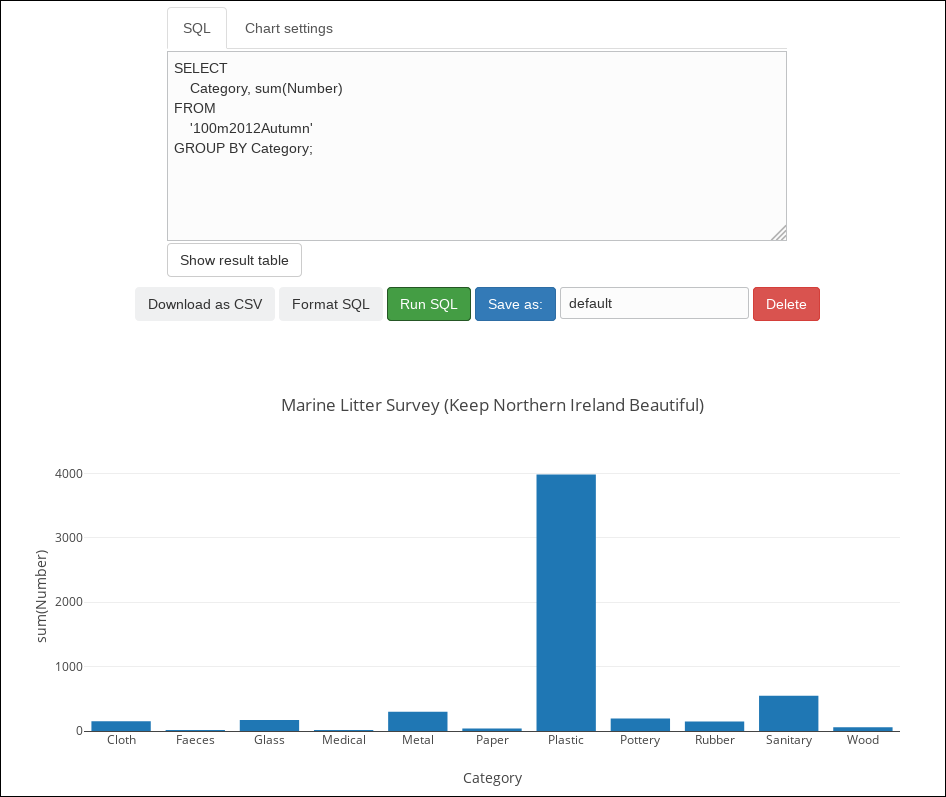 SQL Chart settings
SELECT
Category, sum(Number)
FROM
'100m2012Autumn'
GROUP BY Category;
Show result table
Download as CSV Format SQL Run SQL Save as: default Delete
Marine Litter Survey (Keep Northern Ireland Beautiful)
4000
3000
2000
1000
0
sum(Number)
Cloth Faeces Glass Medical Metal Paper Plastic Pottery Rubber Sanitary Wood
Category